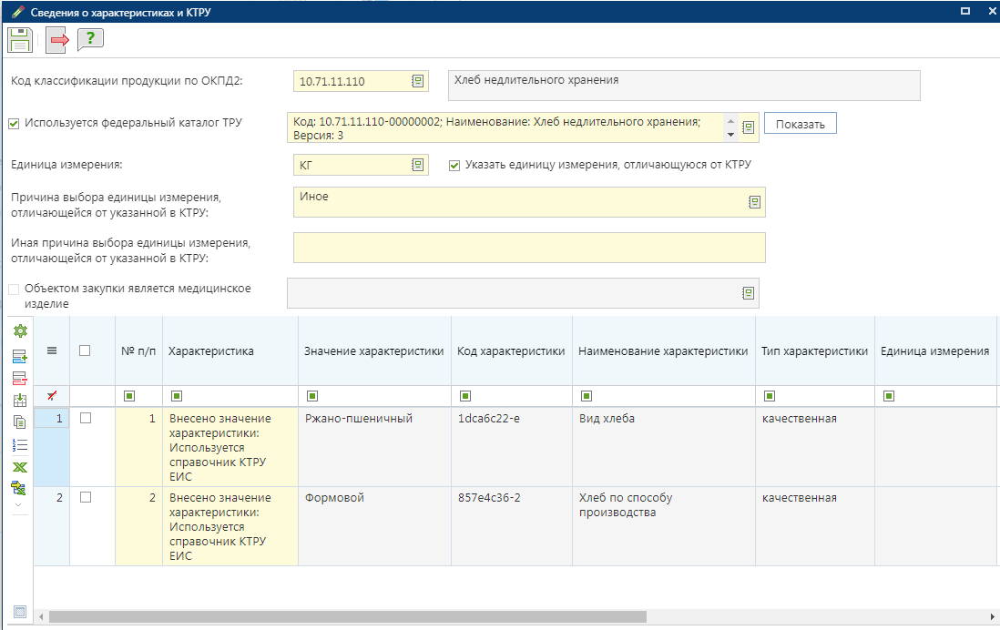 Сведения о характеристиках и КТРУ
?
Код классификации продукции по ОКПД2:
10.71.11.110
Хлеб недлительного хранения
Используется федеральный каталог ТРУ
Код: 10.71.11.110-00000002; Наименование: Хлеб недлительного хранения;
Версия: 3
Показать
Единица измерения:
КГ
Указать единицу измерения, отличающуюся от КТРУ
Причина выбора единицы измерения,
отличающейся от указанной в КТРУ:
Иное
Иная причина выбора единицы измерения,
отличающейся от указанной в КТРУ:
Объектом закупки является медицинское
изделие
№ п/п
Характеристика
Значение характеристики
Код характеристики
Наименование характеристики
Тип характеристики
Единица измерения
1
1
Внесено значение
характеристики:
Используется
справочник КТРУ
ЕИС
Ржано-пшеничный
1dca6c22-e
Вид хлеба
качественная
2
2
Внесено значение
характеристики:
Используется
справочник КТРУ
ЕИС
Формовой
857e4c36-2
Хлеб по способу
производства
качественная